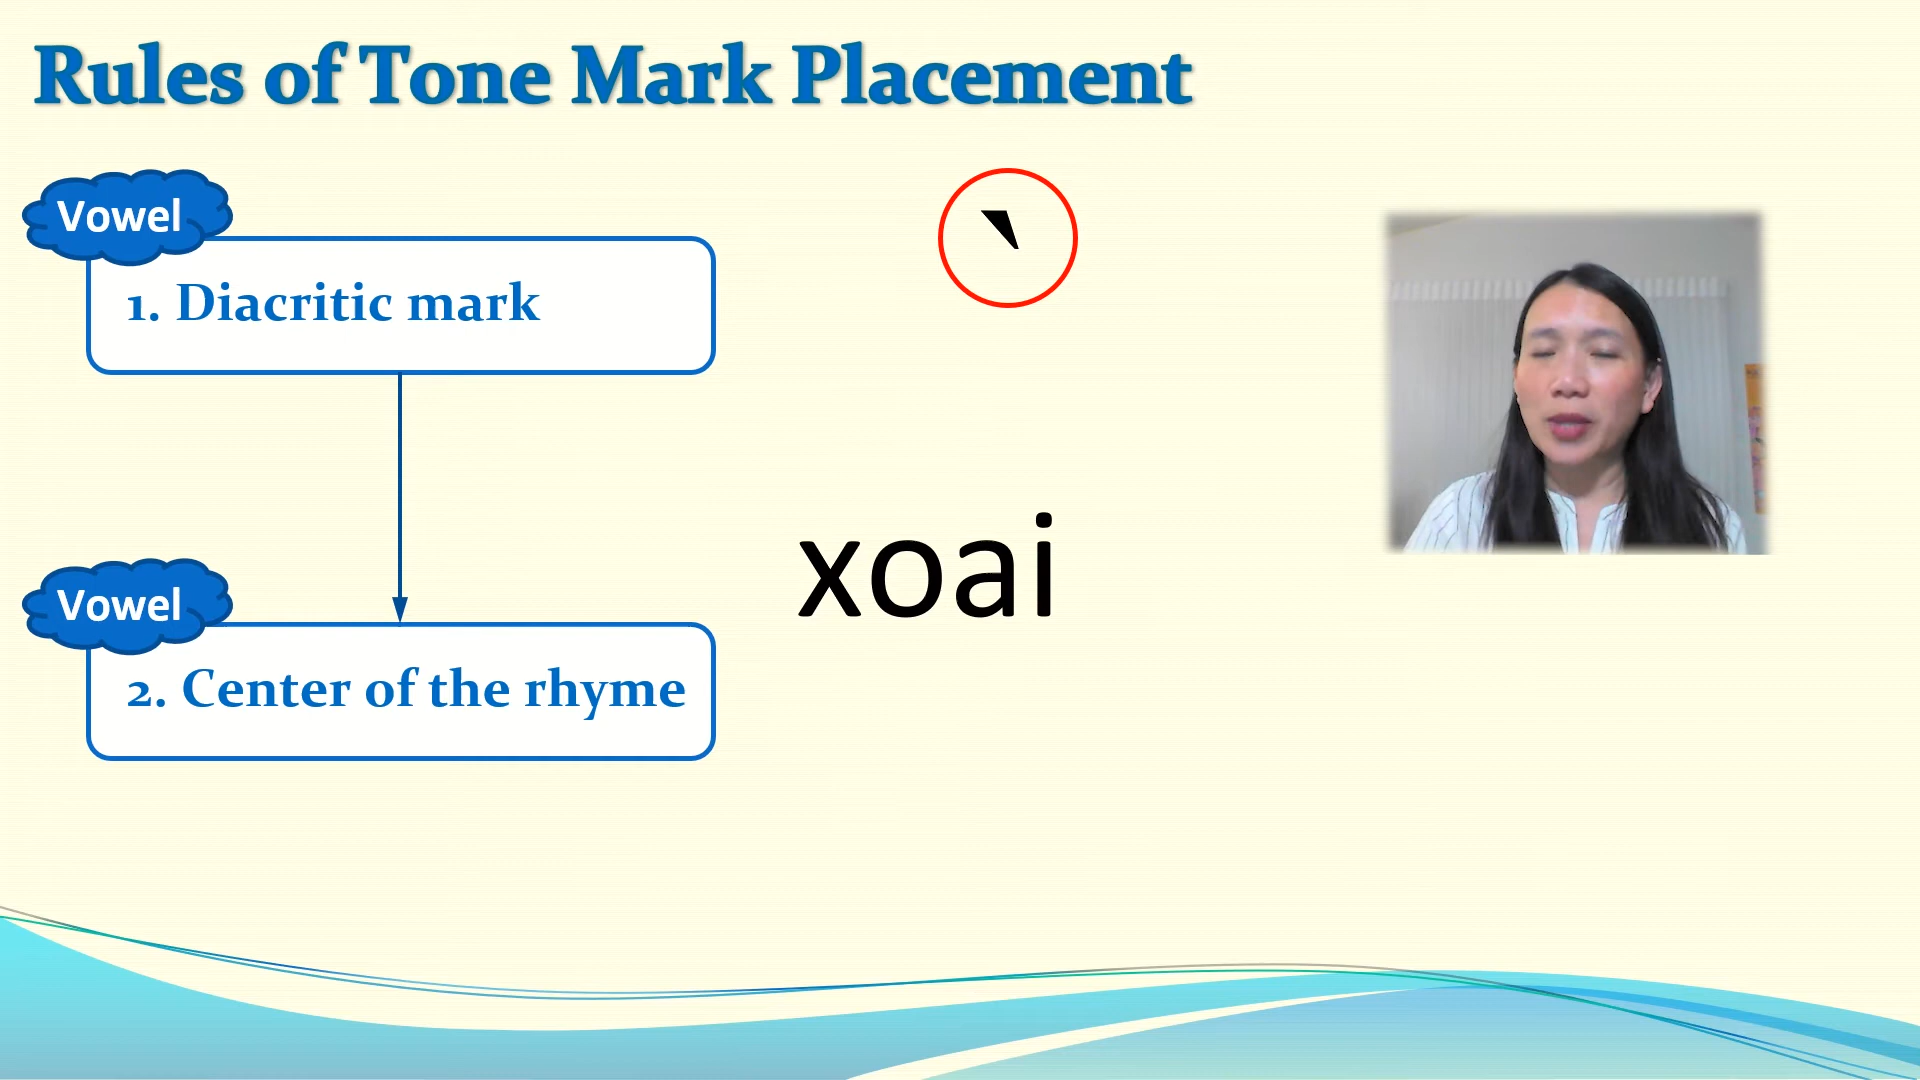 Rules of Tone Mark Placement
Vowel
1. Diacritic mark
`
xoai
Vowel
2. Center of the rhyme